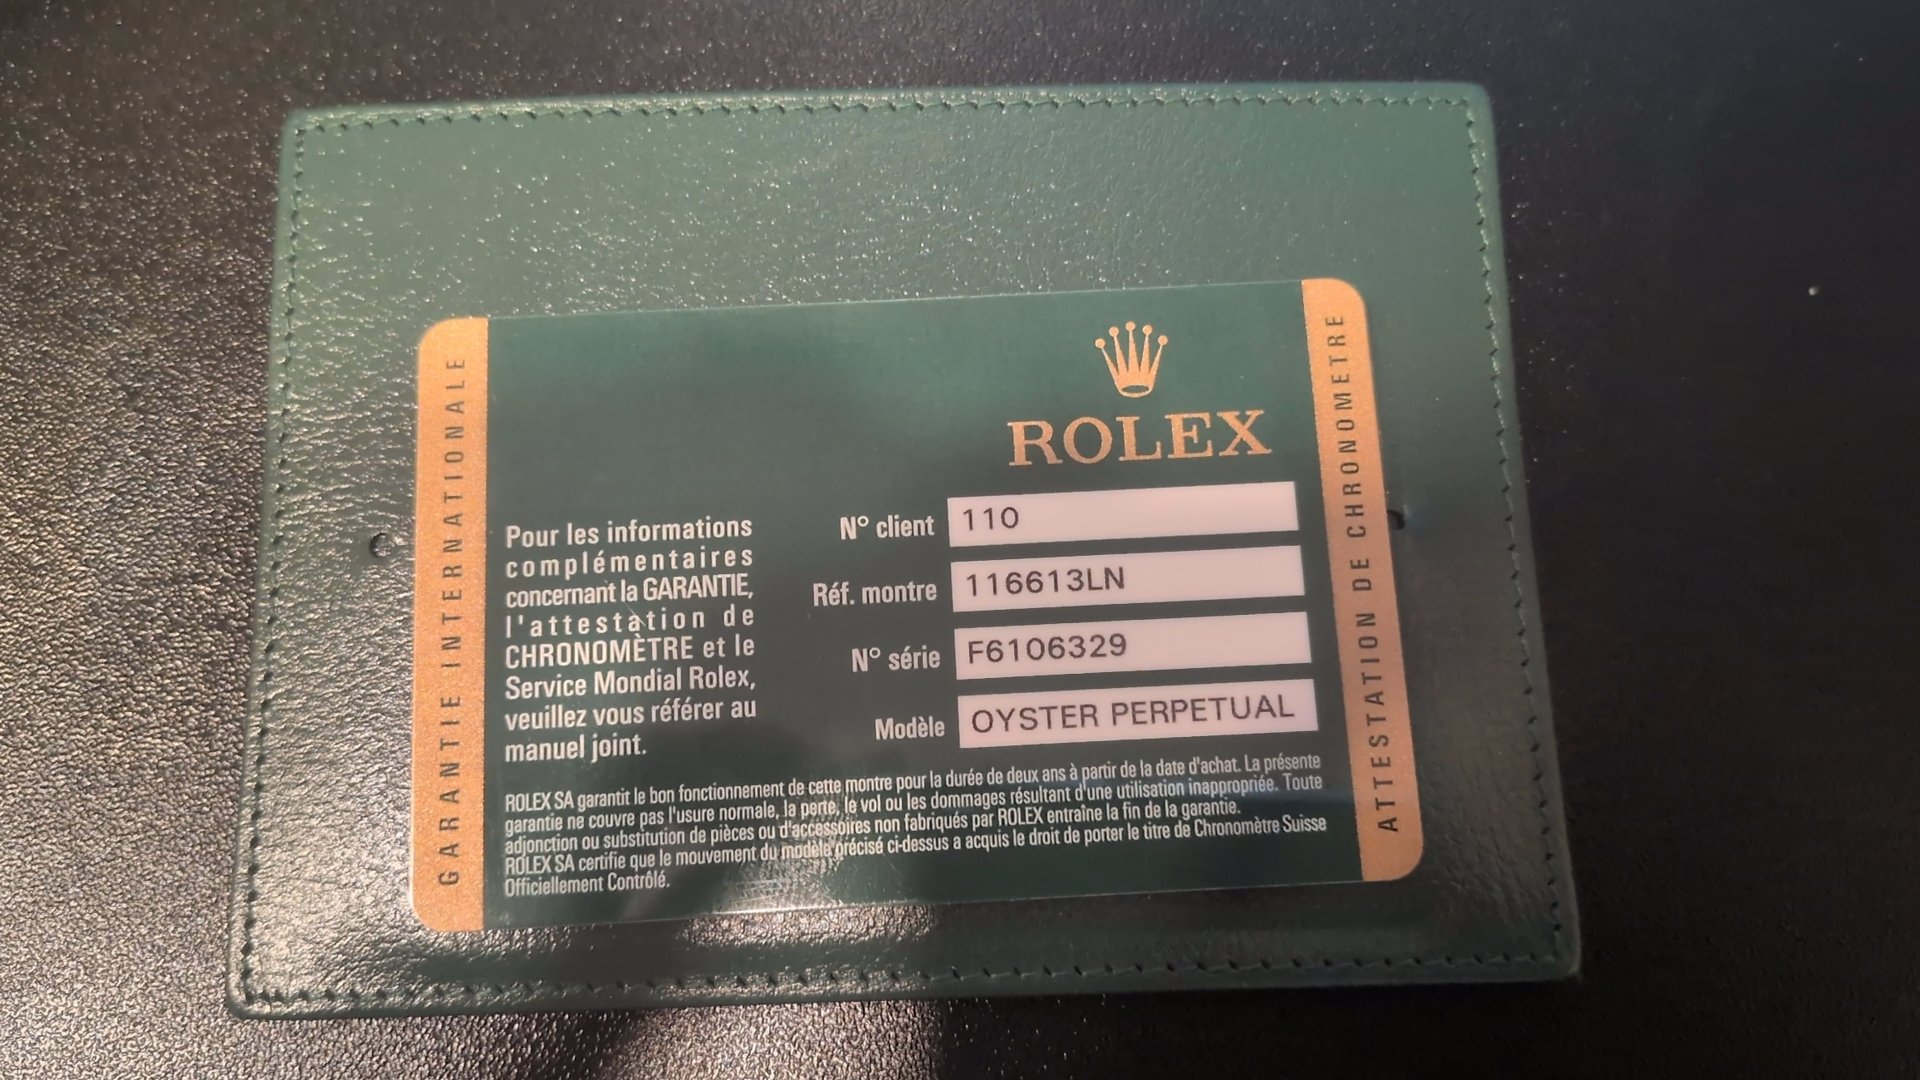 GARANTIE INTERNATIONALE
ROLEX
Pour les informations
complémentaires
concernant la GARANTIE,
l'attestation de
CHRONOMÈTRE et le
Service Mondial Rolex,
veuillez vous référer au
manuel joint.
N° client 110
Réf. montre 116613LN
N° série F6106329
Modèle OYSTER PERPETUAL
ROLEX SA garantit le bon fonctionnement de cette montre pour la durée de deux ans à partir de la date d'achat. La présente
garantie ne couvre pas l'usure normale, la perte, le vol ou les dommages résultant d'une utilisation inappropriée. Toute
adjonction ou substitution de pièces ou d'accessoires non fabriqués par ROLEX entraîne la fin de la garantie.
ROLEX SA certifie que le mouvement du modèle précisé ci-dessus a acquis le droit de porter le titre de Chronomètre Suisse
Officiellement Contrôlé.
ATTESTATION DE CHRONOMETRE